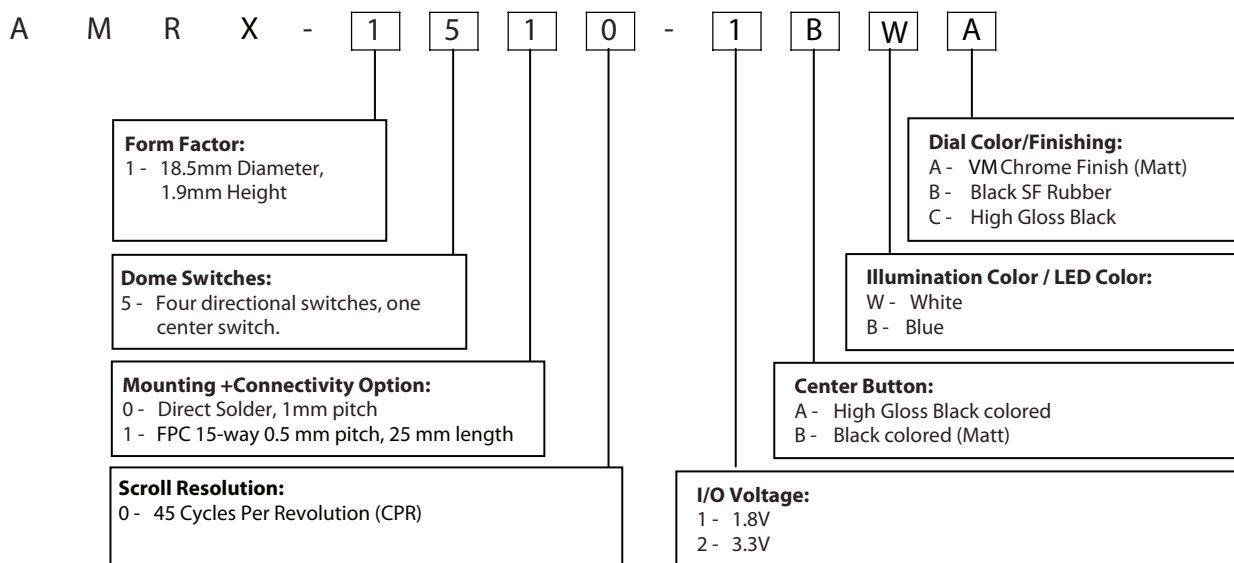 A M R X - 1 5 1 0 - 1 B W A
Form Factor:
1 - 18.5mm Diameter,
1.9mm Height
Dial Color/Finishing:
A - VM Chrome Finish (Matt)
B - Black SF Rubber
C - High Gloss Black
Dome Switches:
5 - Four directional switches, one
center switch.
Illumination Color / LED Color:
W - White
B - Blue
Mounting +Connectivity Option:
0 - Direct Solder, 1mm pitch
1 - FPC 15-way 0.5 mm pitch, 25 mm length
Center Button:
A - High Gloss Black colored
B - Black colored (Matt)
Scroll Resolution:
0 - 45 Cycles Per Revolution (CPR)
I/O Voltage:
1 - 1.8V
2 - 3.3V